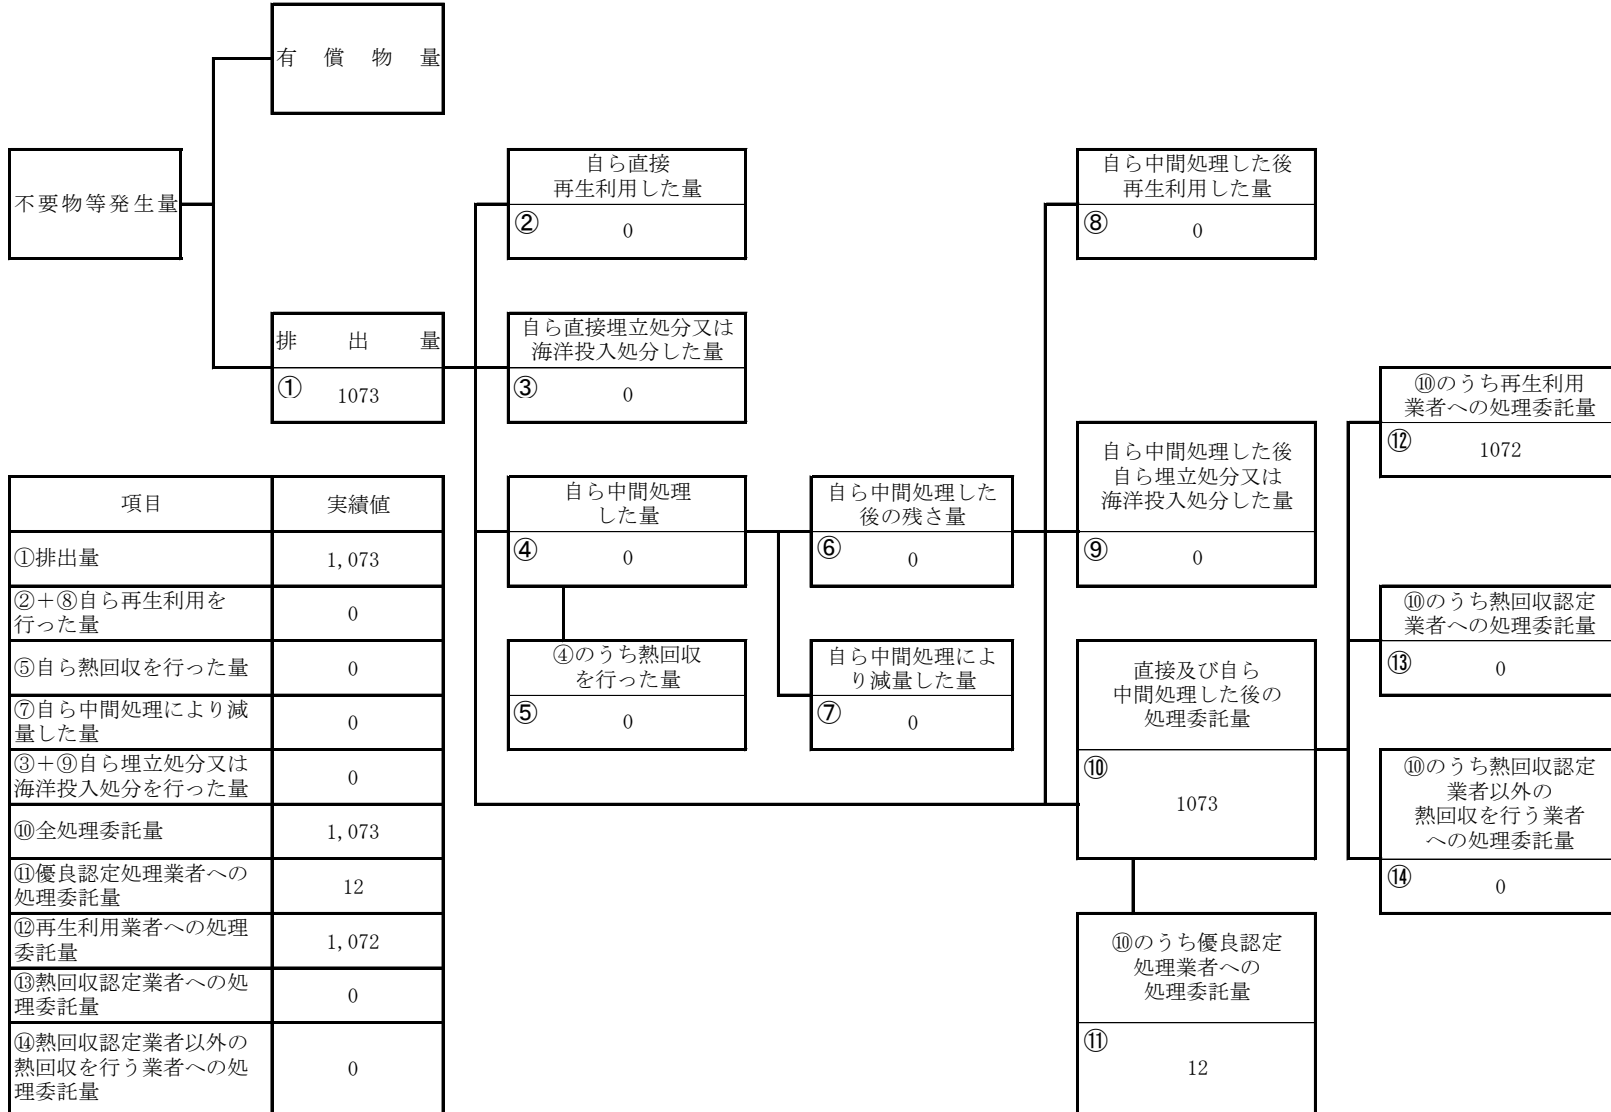 有償物量
不要物等発生量
自ら直接
再生利用した量
②
0
自ら中間処理した後
再生利用した量
⑧
0
排出量
①
1073
自ら直接埋立処分又は
海洋投入処分した量
③
0
⑩のうち再生利用
業者への処理委託量
⑫
1072
自ら中間処理した後
自ら埋立処分又は
海洋投入処分した量
⑨
0
自ら中間処理
した量
④
0
自ら中間処理した
後の残さ量
⑥
0
④のうち熱回収
を行った量
⑤
0
自ら中間処理によ
り減量した量
⑦
0
直接及び自ら
中間処理した後の
処理委託量
⑩
1073
⑩のうち熱回収認定
業者への処理委託量
⑬
0
⑩のうち熱回収認定
業者以外の
熱回収を行う業者
への処理委託量
⑭
0
⑩のうち優良認定
処理業者への
処理委託量
⑪
12
項目 実績値
①排出量 1,073
②+⑧自ら再生利用を
行った量
0
⑤自ら熱回収を行った量 0
⑦自ら中間処理により減
量した量
0
③+⑨自ら埋立処分又は
海洋投入処分を行った量
0
⑩全処理委託量 1,073
⑪優良認定処理業者への
処理委託量
12
⑫再生利用業者への処理
委託量
1,072
⑬熱回収認定業者への処
理委託量
0
⑭熱回収認定業者以外の
熱回収を行う業者への処
理委託量
0